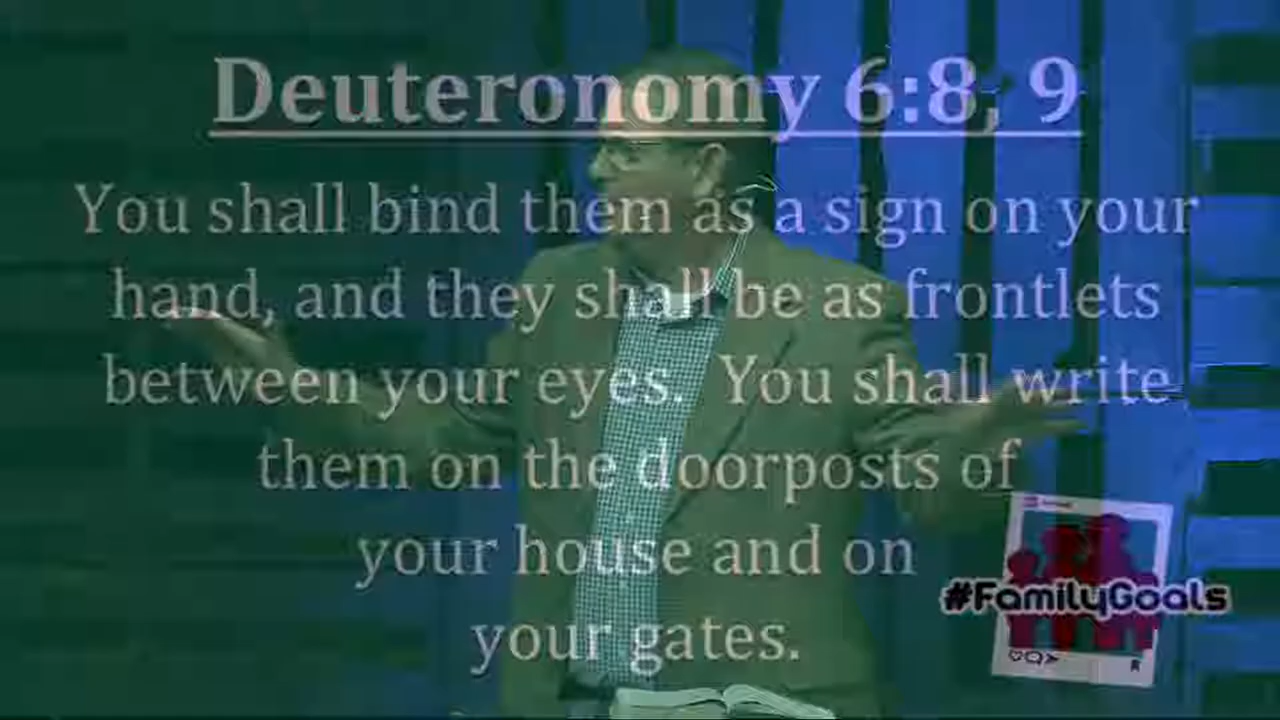 Deuteronomy 6:8, 9
You shall bind them as a sign on your
hand, and they shall be as frontlets
between your eyes.  You shall write
them on the doorposts of
your house and on
your gates.
#FamilyGoals